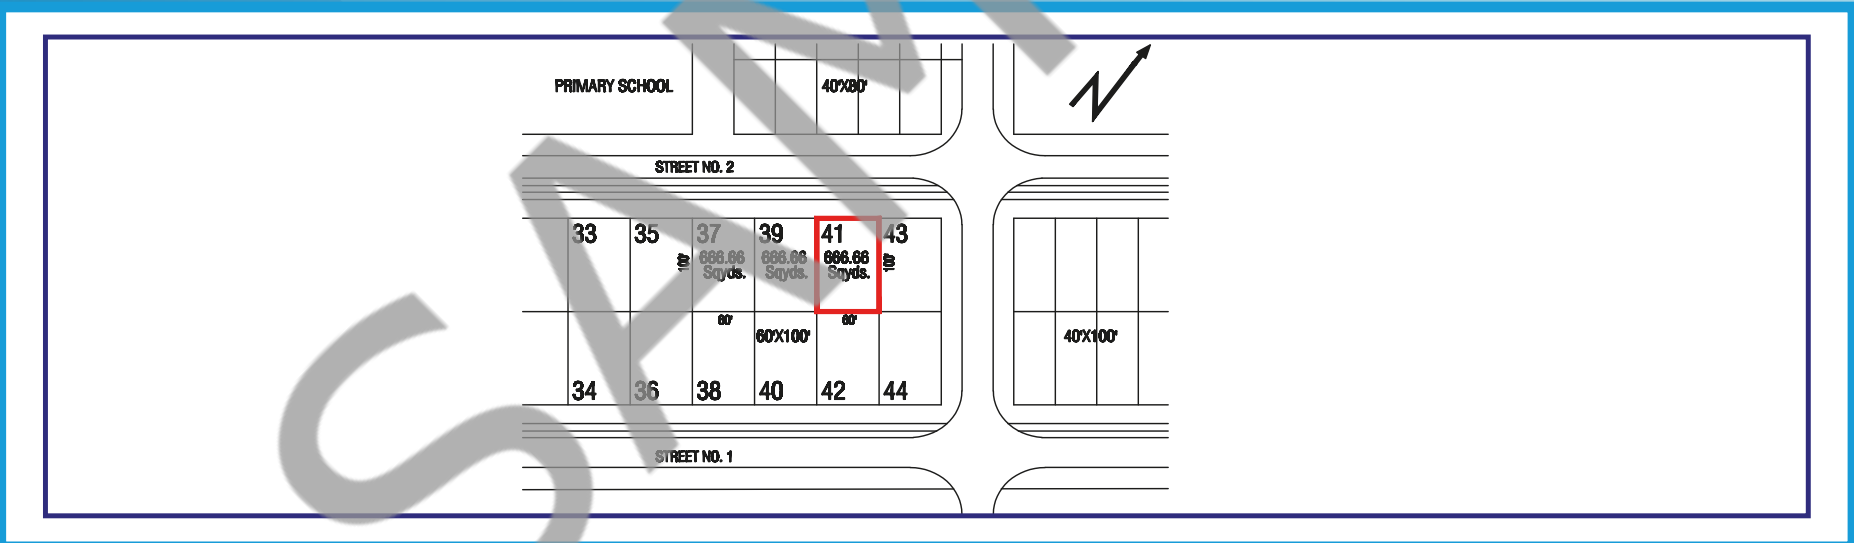 PRIMARY SCHOOL
40'X80'
N
STREET NO. 2
33 35 37 39 41 43
100' 666.66 666.66 666.66 100'
Sqyds. Sqyds. Sqyds.
60' 60'
60'X100' 40'X100'
34 36 38 40 42 44
STREET NO. 1
SAM